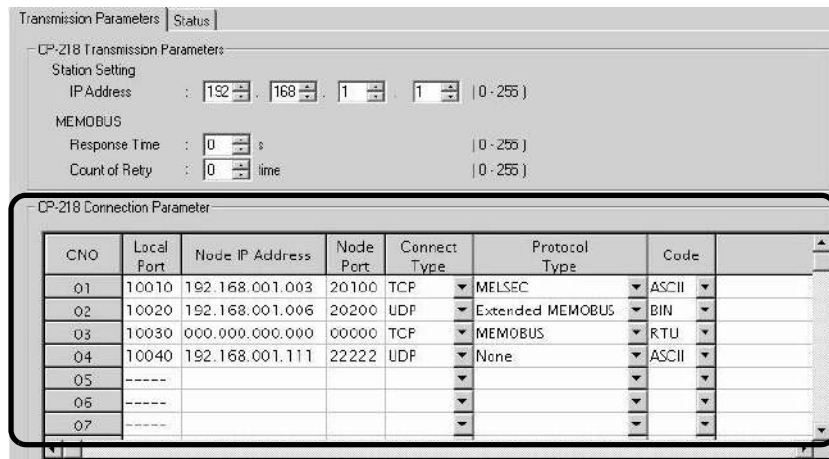 Transmission Parameters Status
CP-218 Transmission Parameters
Station Setting
IP Address : 192 . 168 . 1 . 1 ( 0 - 255 )
MEMOBUS
Response Time : 0 s ( 0 - 255 )
Count of Retry : 0 time ( 0 - 255 )
CP-218 Connection Parameter
CNO Local Port Node IP Address Node Port Connect Type Protocol Type Code
01 10010 192.168.001.003 20100 TCP MELSEC ASCII
02 10020 192.168.001.006 20200 UDP Extended MEMOBUS BIN
03 10030 000.000.000.000 00000 TCP MEMOBUS RTU
04 10040 192.168.001.111 22222 UDP None ASCII
05 -----
06 -----
07 -----